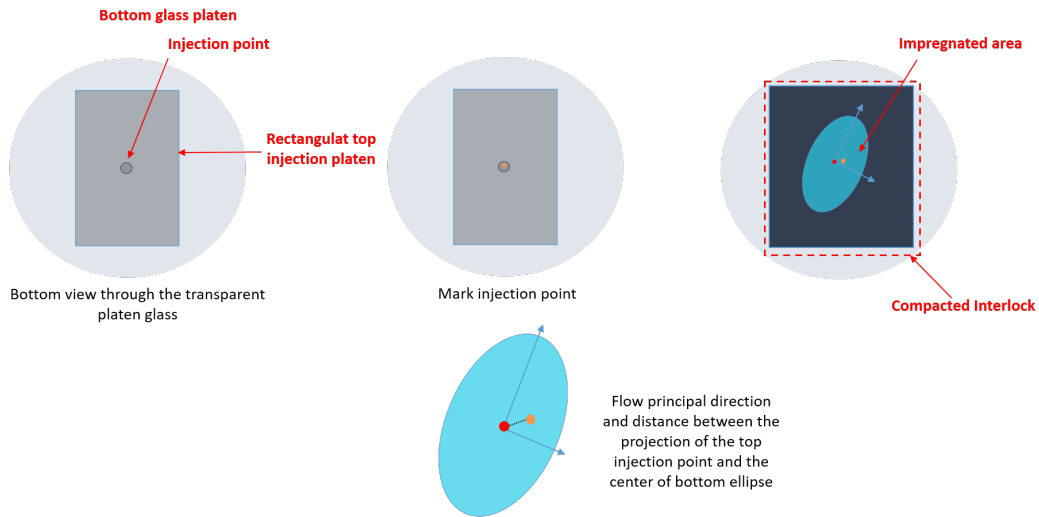 Bottom glass platen
Injection point
Rectangulat top
injection platen
Bottom view through the transparent
platen glass
Mark injection point
Impregnated area
Compacted Interlock
Flow principal direction
and distance between the
projection of the top
injection point and the
center of bottom ellipse